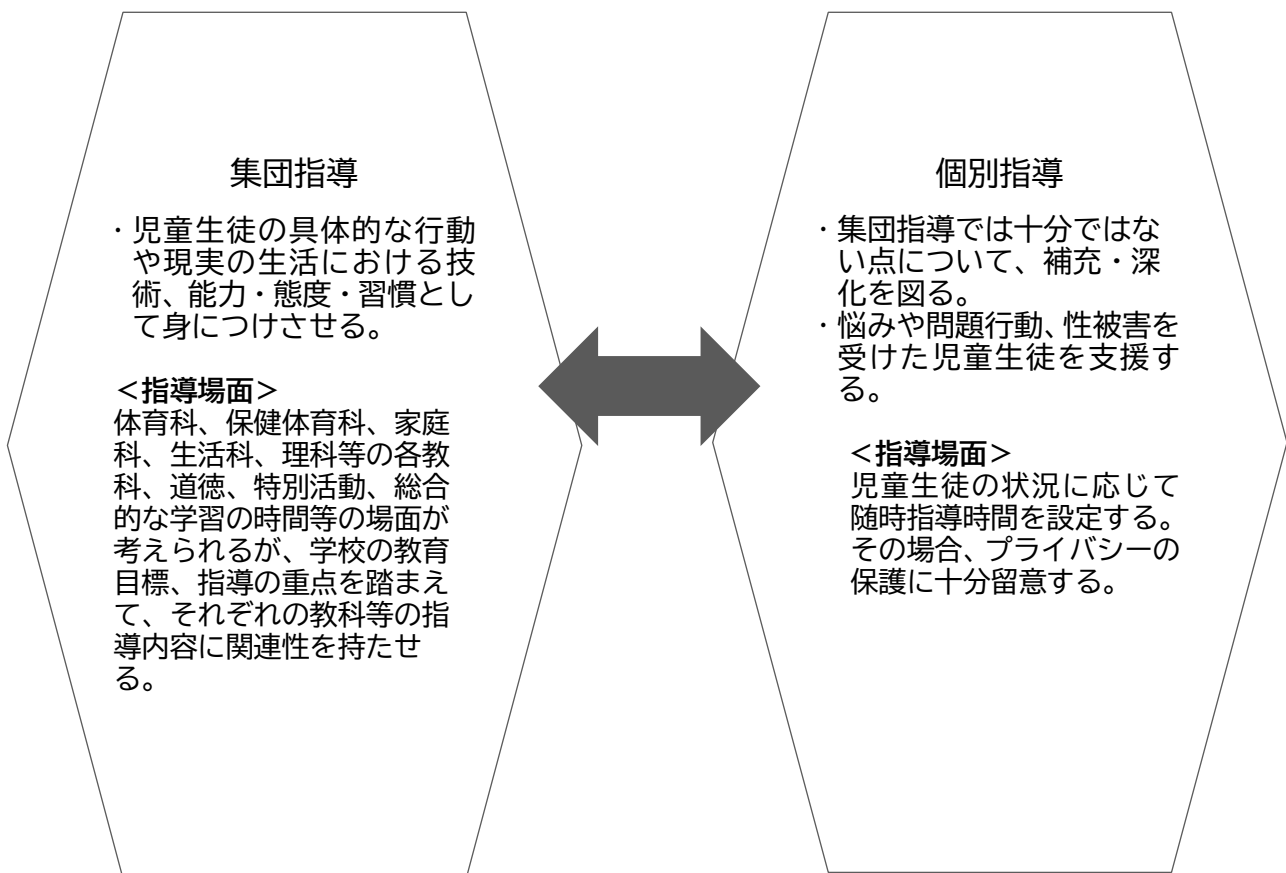 集団指導
・児童生徒の具体的な行動
や現実の生活における技
術、能力・態度・習慣とし
て身につけさせる。
＜指導場面＞
体育科、保健体育科、家庭
科、生活科、理科等の各教
科、道徳、特別活動、総合
的な学習の時間等の場面が
考えられるが、学校の教育
目標、指導の重点を踏まえ
て、それぞれの教科等の指
導内容に関連性を持たせ
る。
個別指導
・集団指導では十分ではな
い点について、補充・深
化を図る。
・悩みや問題行動、性被害を
受けた児童生徒を支援す
る。
＜指導場面＞
児童生徒の状況に応じて
随時指導時間を設定する。
その場合、プライバシーの
保護に十分留意する。